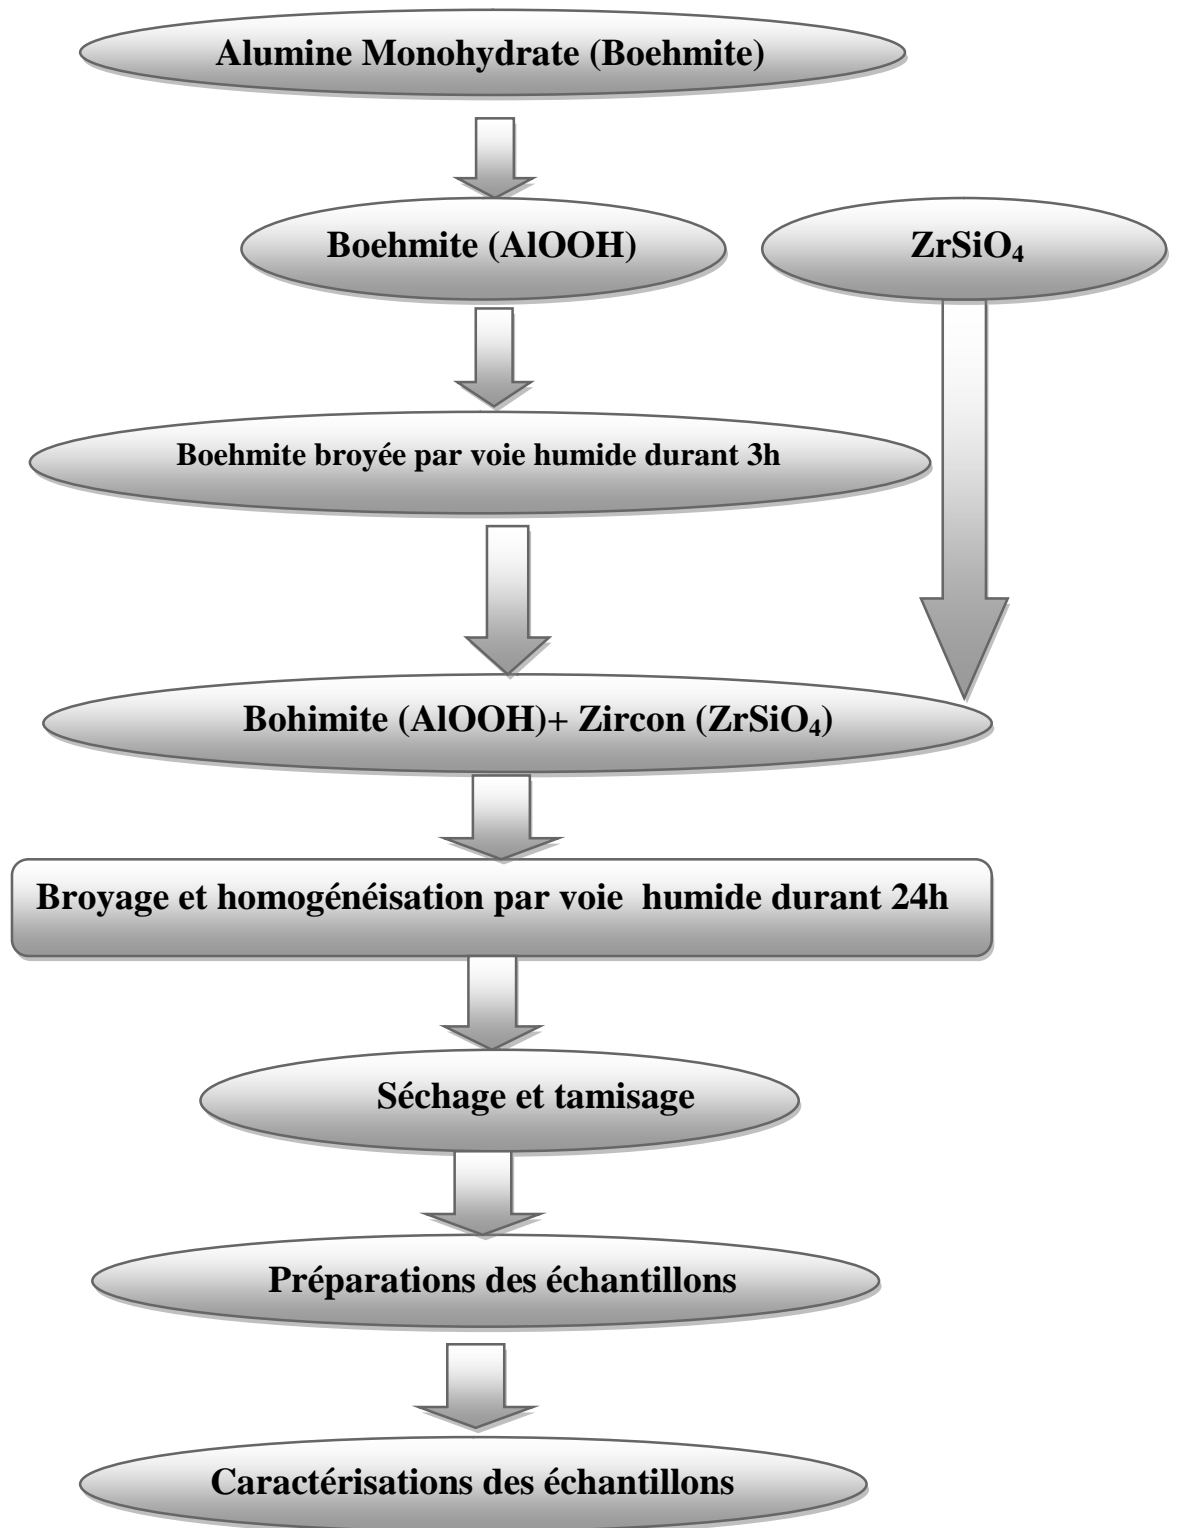 Alumine Monohydrate (Boehmite)
Boehmite (AlOOH)
ZrSiO₄
Boehmite broyée par voie humide durant 3h
Bohimite (AlOOH)+ Zircon (ZrSiO₄)
Broyage et homogénéisation par voie  humide durant 24h
Séchage et tamisage
Préparations des échantillons
Caractérisations des échantillons